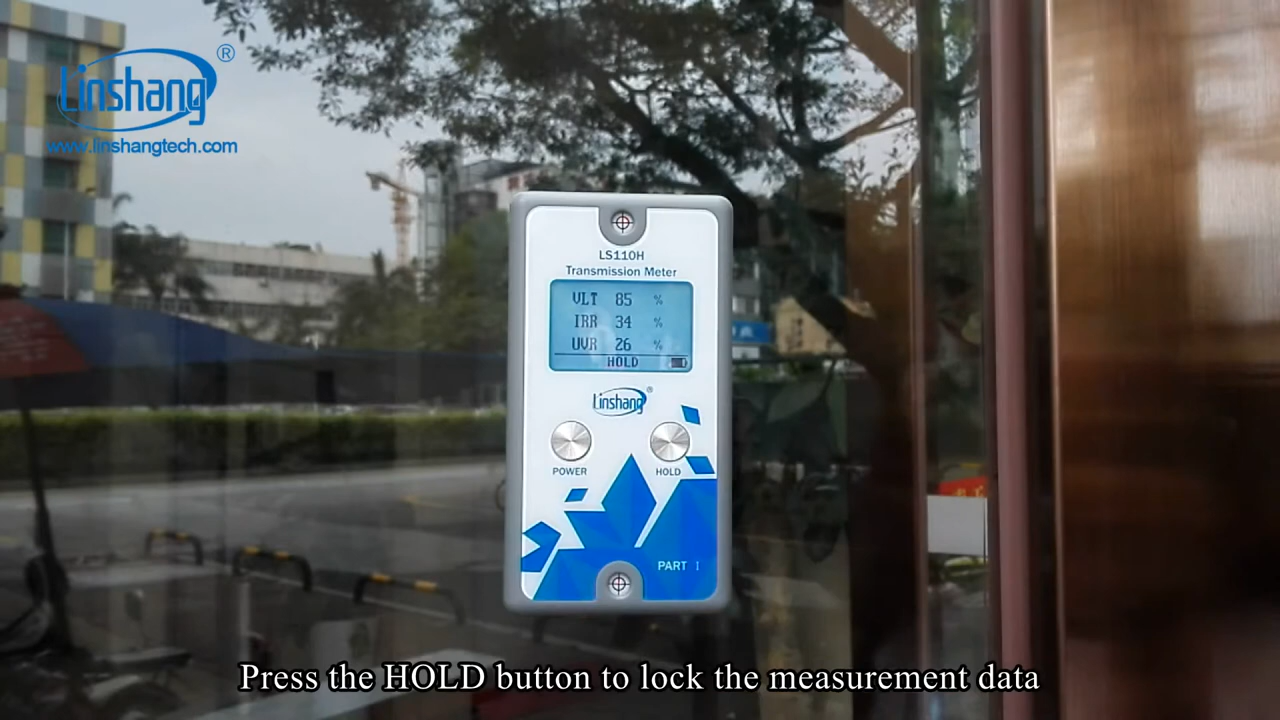 Linshang®
www.linshangtech.com
LS110H
Transmission Meter
VLT 85 %
IRR 34 %
UVR 26 %
HOLD
Linshang®
POWER
HOLD
PART I
Press the HOLD button to lock the measurement data